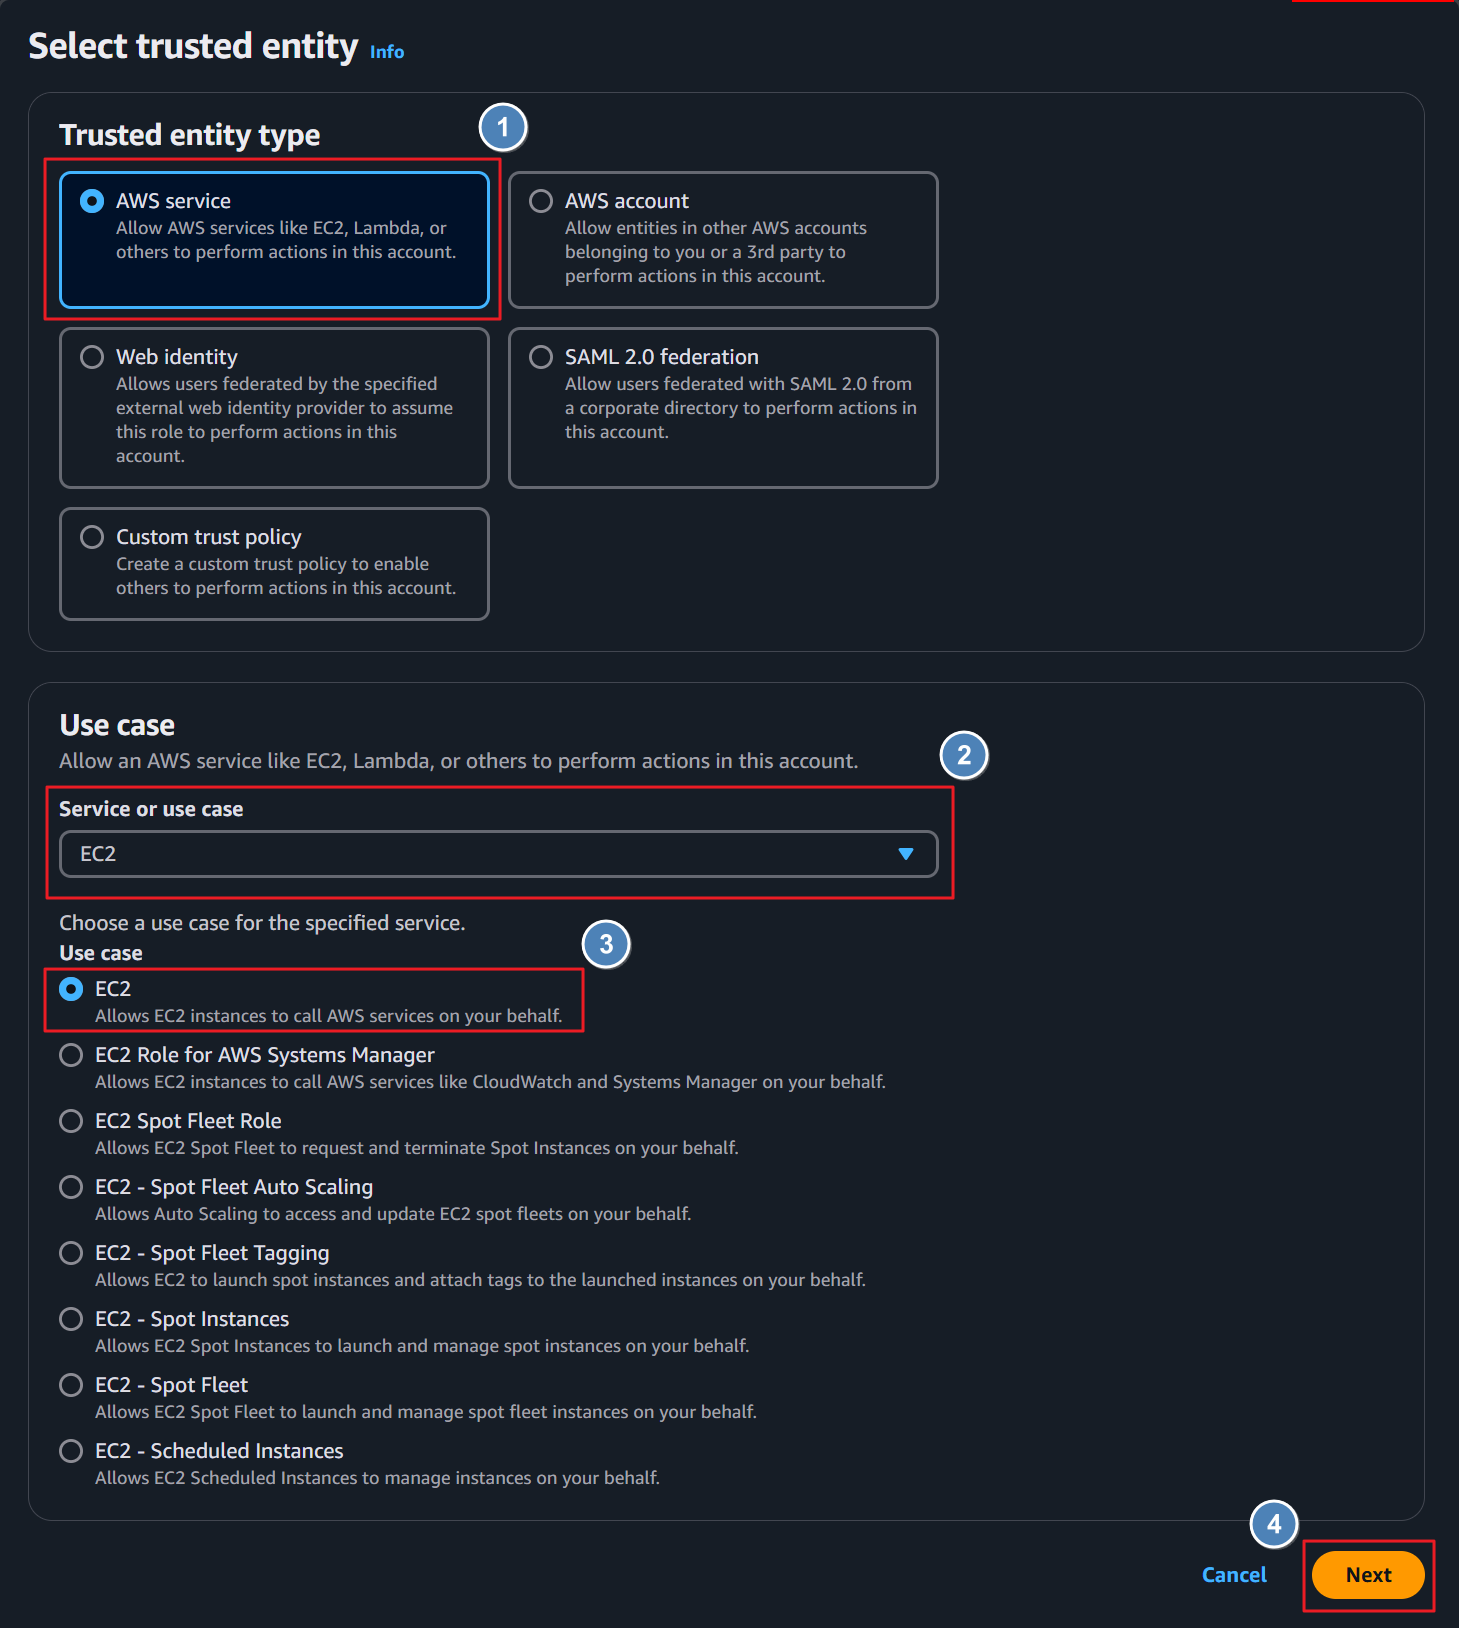 Select trusted entity Info
Trusted entity type
1
AWS service
Allow AWS services like EC2, Lambda, or
others to perform actions in this account.
AWS account
Allow entities in other AWS accounts
belonging to you or a 3rd party to
perform actions in this account.
Web identity
Allows users federated by the specified
external web identity provider to assume
this role to perform actions in this
account.
SAML 2.0 federation
Allow users federated with SAML 2.0 from
a corporate directory to perform actions in
this account.
Custom trust policy
Create a custom trust policy to enable
others to perform actions in this account.
Use case
Allow an AWS service like EC2, Lambda, or others to perform actions in this account.
2
Service or use case
EC2
Choose a use case for the specified service.
3
Use case
EC2
Allows EC2 instances to call AWS services on your behalf.
EC2 Role for AWS Systems Manager
Allows EC2 instances to call AWS services like CloudWatch and Systems Manager on your behalf.
EC2 Spot Fleet Role
Allows EC2 Spot Fleet to request and terminate Spot Instances on your behalf.
EC2 - Spot Fleet Auto Scaling
Allows Auto Scaling to access and update EC2 spot fleets on your behalf.
EC2 - Spot Fleet Tagging
Allows EC2 to launch spot instances and attach tags to the launched instances on your behalf.
EC2 - Spot Instances
Allows EC2 Spot Instances to launch and manage spot instances on your behalf.
EC2 - Spot Fleet
Allows EC2 Spot Fleet to launch and manage spot fleet instances on your behalf.
EC2 - Scheduled Instances
Allows EC2 Scheduled Instances to manage instances on your behalf.
4
Cancel
Next